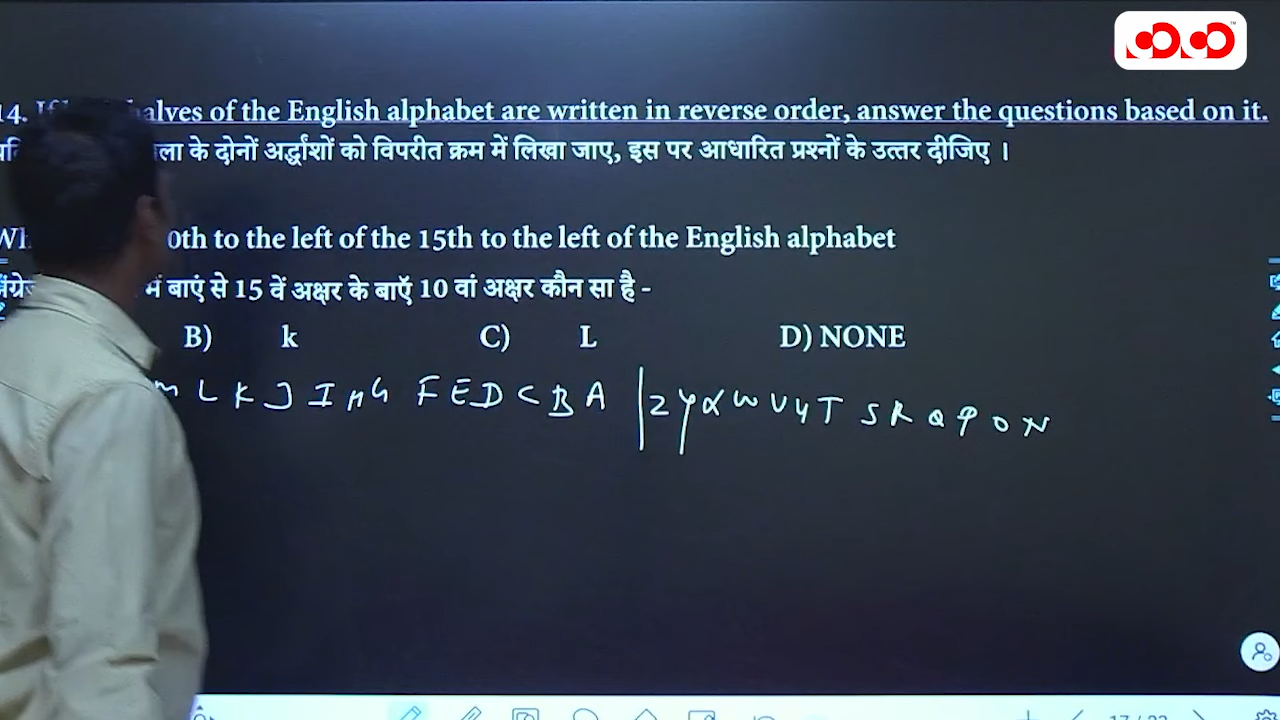 14. halves of the English alphabet are written in reverse order, answer the questions based on it.
के दोनों अर्द्धांशों को विपरीत क्रम में लिखा जाए, इस पर आधारित प्रश्नों के उत्तर दीजिए ।
to the left of the 15th to the left of the English alphabet
में बाएं से 15 वें अक्षर के बाएॅ 10 वां अक्षर कौन सा है -
B) k C) L D) NONE
M L K J I H G F E D C B A | Z Y X W V U T S R Q P O N